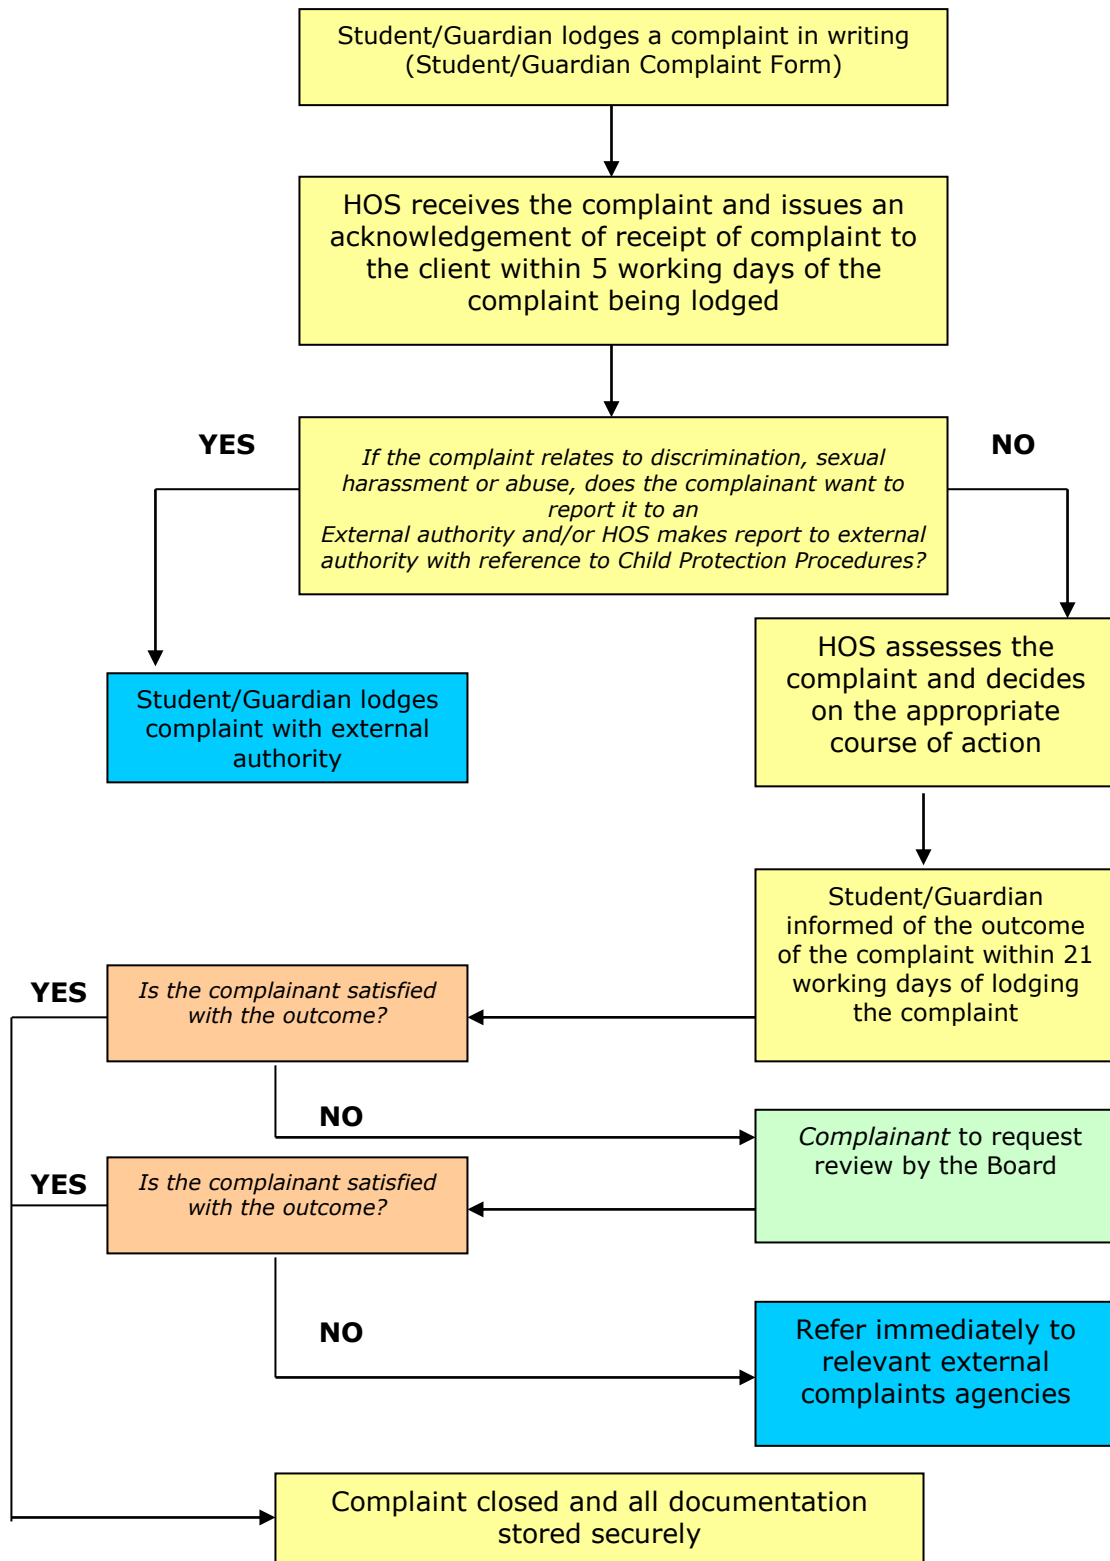 Student/Guardian lodges a complaint in writing
(Student/Guardian Complaint Form)
HOS receives the complaint and issues an
acknowledgement of receipt of complaint to
the client within 5 working days of the
complaint being lodged
YES
NO
If the complaint relates to discrimination, sexual
harassment or abuse, does the complainant want to
report it to an
External authority and/or HOS makes report to external
authority with reference to Child Protection Procedures?
Student/Guardian lodges
complaint with external
authority
HOS assesses the
complaint and decides
on the appropriate
course of action
Student/Guardian
informed of the outcome
of the complaint within 21
working days of lodging
the complaint
YES
Is the complainant satisfied
with the outcome?
NO
Complainant to request
review by the Board
YES
Is the complainant satisfied
with the outcome?
NO
Refer immediately to
relevant external
complaints agencies
Complaint closed and all documentation
stored securely